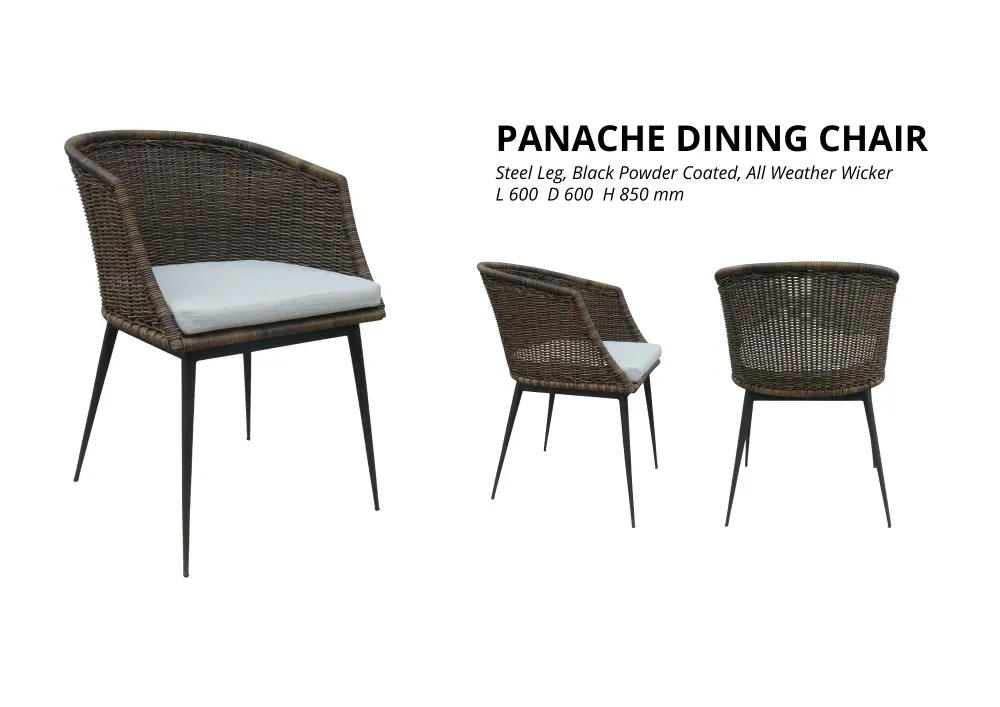 PANACHE DINING CHAIR
Steel Leg, Black Powder Coated, All Weather Wicker
L 600  D 600  H 850 mm